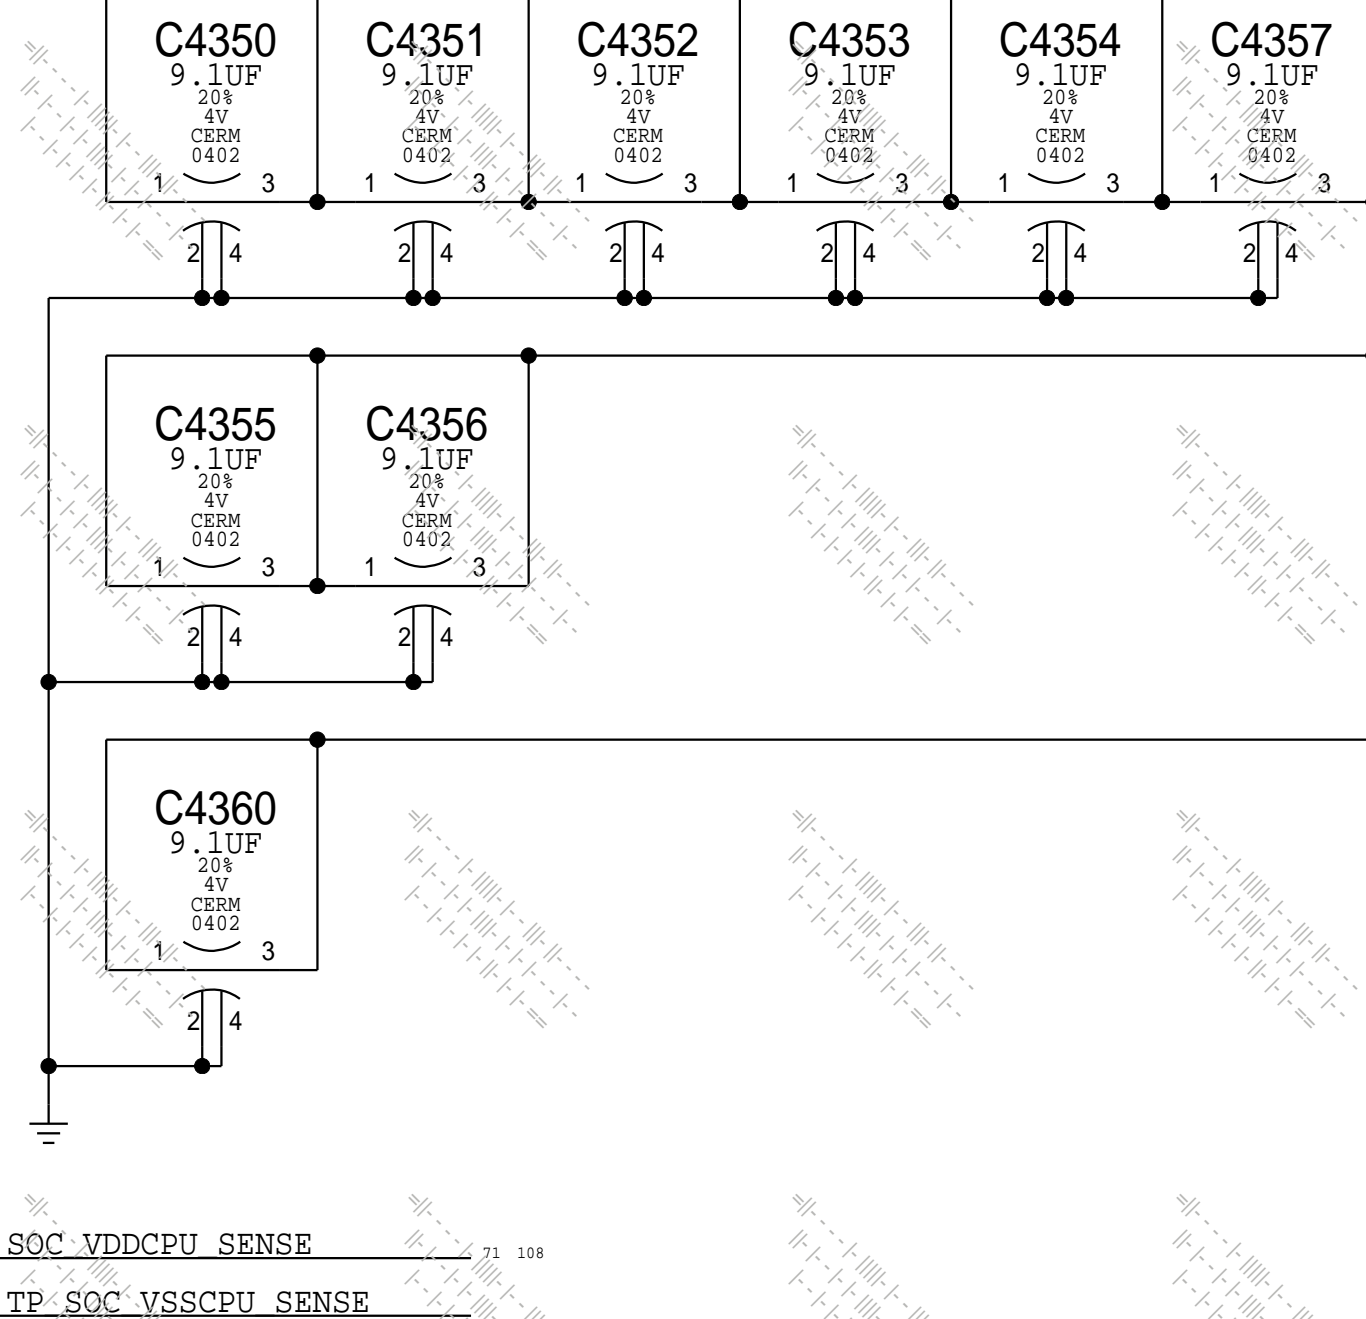 C4350 C4351 C4352 C4353 C4354 C4357
9.1UF 9.1UF 9.1UF 9.1UF 9.1UF 9.1UF
20% 20% 20% 20% 20% 20%
4V 4V 4V 4V 4V 4V
CERM CERM CERM CERM CERM CERM
0402 0402 0402 0402 0402 0402
1 3 1 3 1 3 1 3 1 3 1 3
2 4 2 4 2 4 2 4 2 4 2 4
C4355 C4356
9.1UF 9.1UF
20% 20%
4V 4V
CERM CERM
0402 0402
1 3 1 3
2 4 2 4
C4360
9.1UF
20%
4V
CERM
0402
1 3
2 4
SOC_VDDCPU_SENSE 71 108
TP_SOC_VSSCPU_SENSE